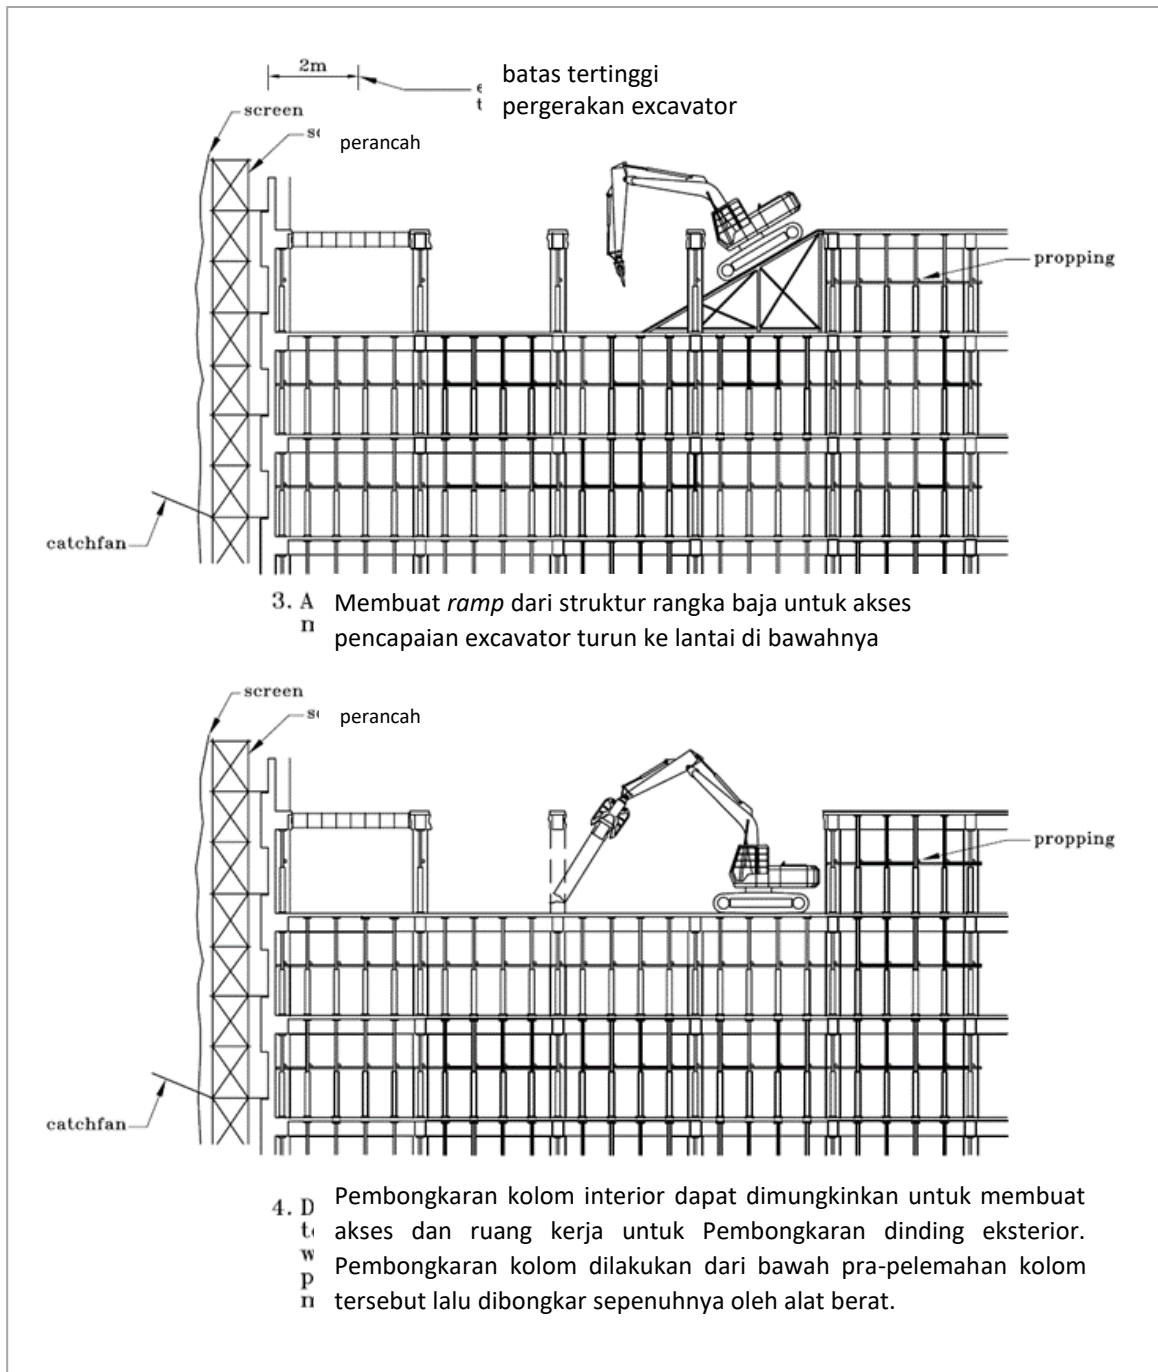 2m
batas tertinggi
pergerakan excavator
screen
perancah
propping
catchfan
3. A Membuat ramp dari struktur rangka baja untuk akses
pencapaian excavator turun ke lantai di bawahnya
screen
perancah
propping
catchfan
4. D Pembongkaran kolom interior dapat dimungkinkan untuk membuat
akses dan ruang kerja untuk Pembongkaran dinding eksterior.
Pembongkaran kolom dilakukan dari bawah pra-pelemahan kolom
tersebut lalu dibongkar sepenuhnya oleh alat berat.